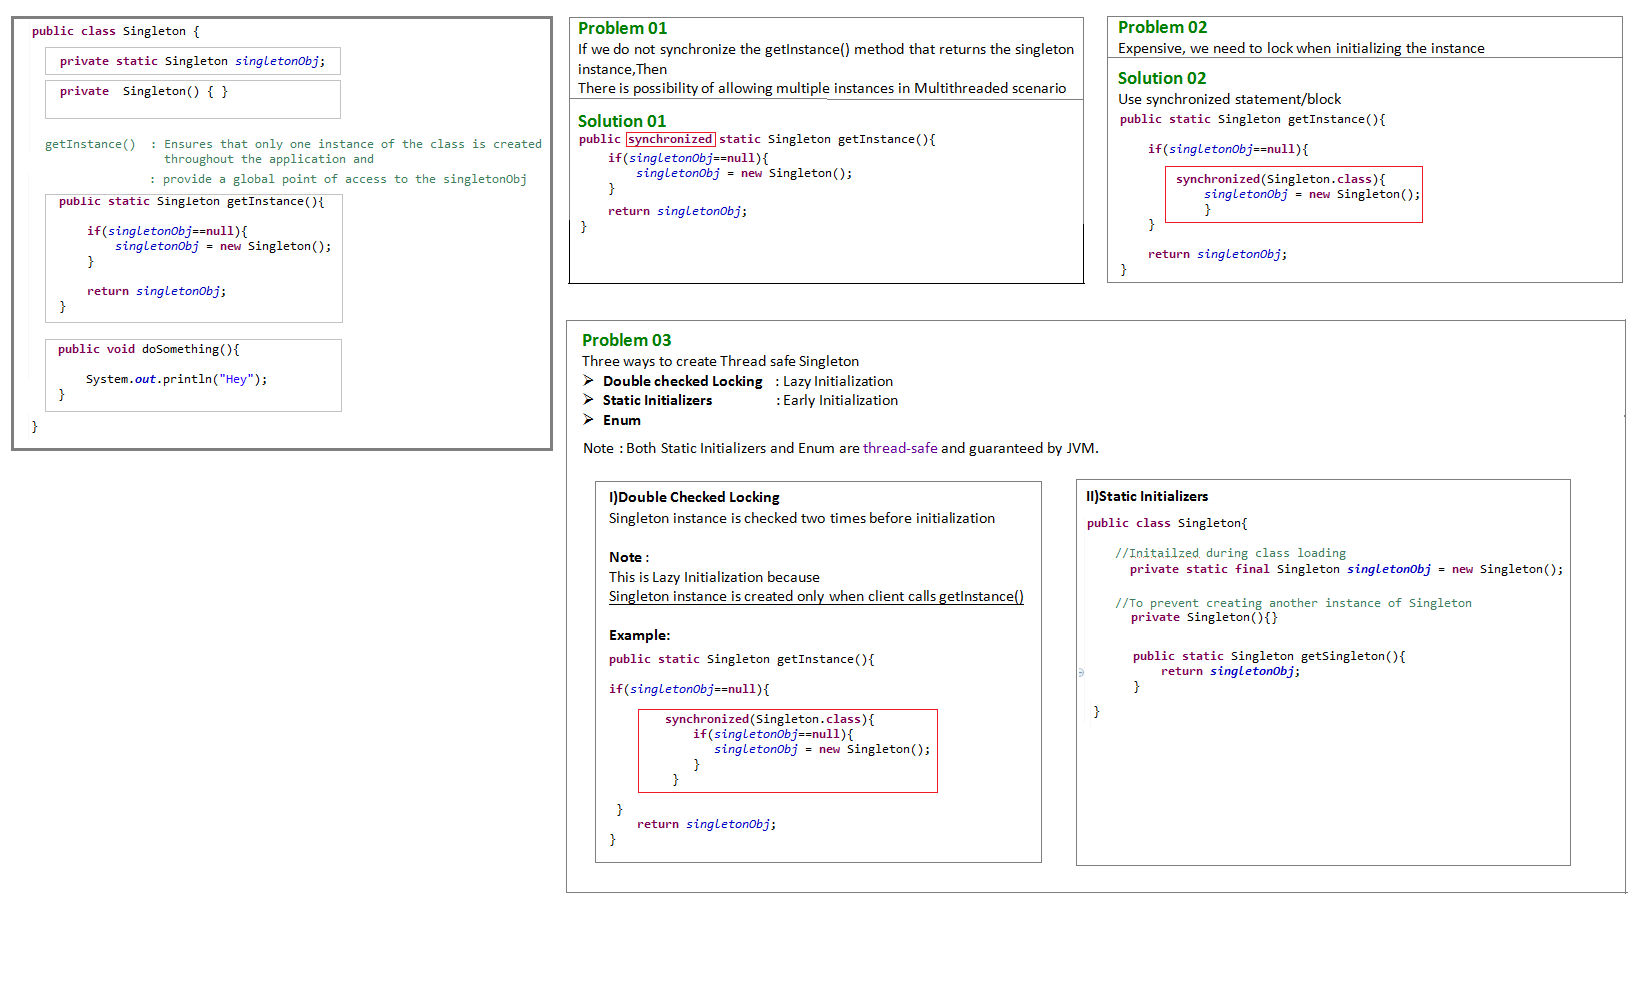 public class Singleton {
private static Singleton singletonObj;
private  Singleton() { }
getInstance()  : Ensures that only one instance of the class is created
throughout the application and
: provide a global point of access to the singletonObj
public static Singleton getInstance(){
if(singletonObj==null){
singletonObj = new Singleton();
}
return singletonObj;
}
public void doSomething(){
System.out.println("Hey");
}
}
Problem 01
If we do not synchronize the getInstance() method that returns the singleton
instance,Then
There is possibility of allowing multiple instances in Multithreaded scenario
Solution 01
public synchronized static Singleton getInstance(){
if(singletonObj==null){
singletonObj = new Singleton();
}
return singletonObj;
}
Problem 02
Expensive, we need to lock when initializing the instance
Solution 02
Use synchronized statement/block
public static Singleton getInstance(){
if(singletonObj==null){
synchronized(Singleton.class){
singletonObj = new Singleton();
}
}
return singletonObj;
}
Problem 03
Three ways to create Thread safe Singleton
➢ Double checked Locking : Lazy Initialization
➢ Static Initializers : Early Initialization
➢ Enum
Note : Both Static Initializers and Enum are thread-safe and guaranteed by JVM.
I)Double Checked Locking
Singleton instance is checked two times before initialization
Note :
This is Lazy Initialization because
Singleton instance is created only when client calls getInstance()
Example:
public static Singleton getInstance(){
if(singletonObj==null){
synchronized(Singleton.class){
if(singletonObj==null){
singletonObj = new Singleton();
}
}
}
return singletonObj;
}
II)Static Initializers
public class Singleton{
//Initailzed during class loading
private static final Singleton singletonObj = new Singleton();
//To prevent creating another instance of Singleton
private Singleton(){}
public static Singleton getSingleton(){
return singletonObj;
}
}